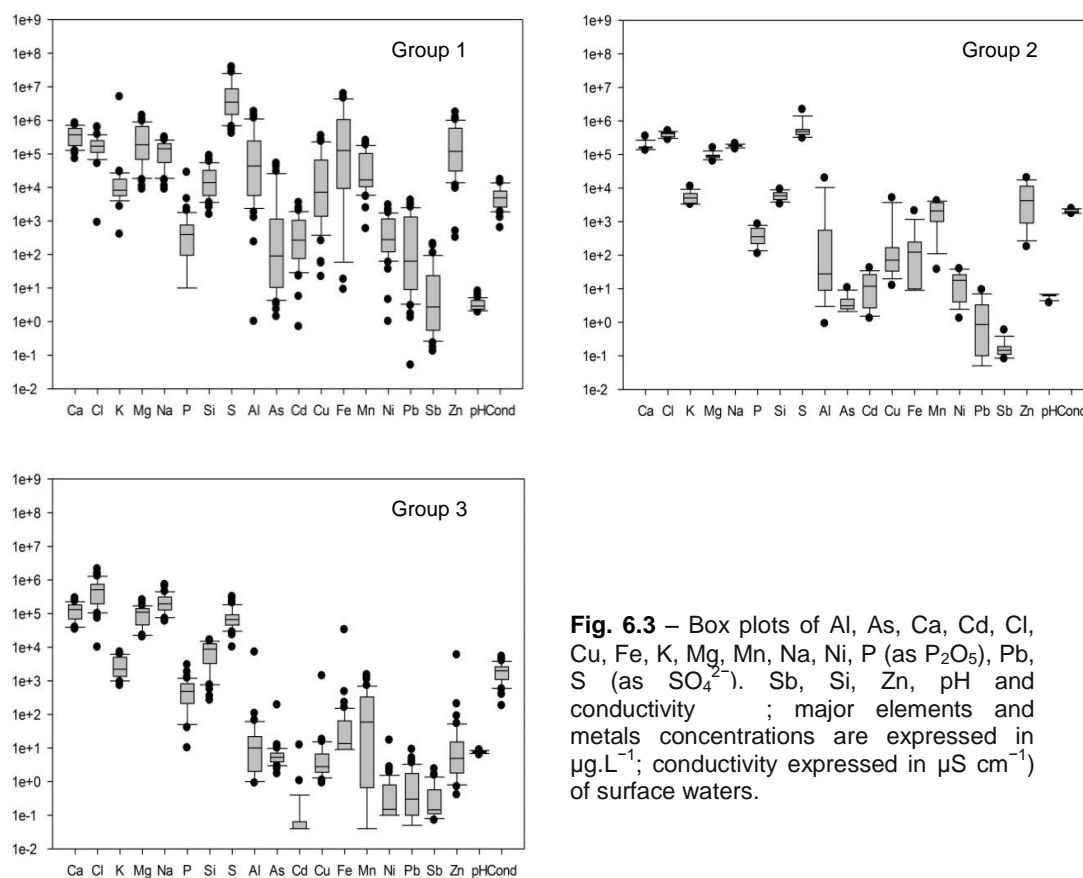 Group 1
1e+9
1e+8
1e+7
1e+6
1e+5
1e+4
1e+3
1e+2
1e+1
1e+0
1e-1
1e-2
Ca Cl K Mg Na P Si S Al As Cd Cu Fe Mn Ni Pb Sb Zn pH Cond
Group 2
1e+9
1e+8
1e+7
1e+6
1e+5
1e+4
1e+3
1e+2
1e+1
1e+0
1e-1
1e-2
Ca Cl K Mg Na P Si S Al As Cd Cu Fe Mn Ni Pb Sb Zn pH Cond
Group 3
1e+9
1e+8
1e+7
1e+6
1e+5
1e+4
1e+3
1e+2
1e+1
1e+0
1e-1
1e-2
Ca Cl K Mg Na P Si S Al As Cd Cu Fe Mn Ni Pb Sb Zn pH Cond
Fig. 6.3 – Box plots of Al, As, Ca, Cd, Cl,
Cu, Fe, K, Mg, Mn, Na, Ni, P (as P₂O₅), Pb,
S (as SO₄²⁻). Sb, Si, Zn, pH and
conductivity ; major elements and
metals concentrations are expressed in
µg.L⁻¹; conductivity expressed in µS cm⁻¹)
of surface waters.